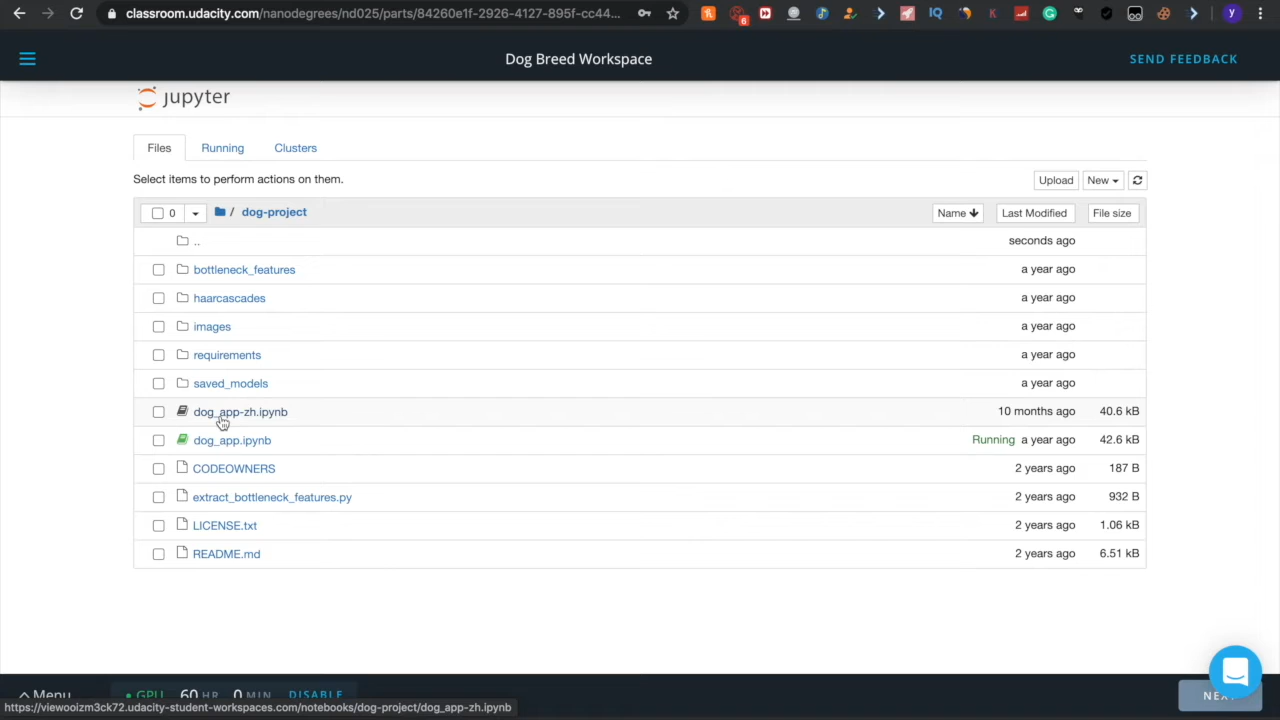 classroom.udacity.com/nanodegrees/nd025/parts/84260e1f-2926-4127-895f-cc44...
6
y
Dog Breed Workspace
SEND FEEDBACK
jupyter
Files Running Clusters
Select items to perform actions on them.
Upload New
0 / dog-project Name Last Modified File size
.. seconds ago
bottleneck_features a year ago
haarcascades a year ago
images a year ago
requirements a year ago
saved_models a year ago
dog_app-zh.ipynb 10 months ago 40.6 kB
dog_app.ipynb Running a year ago 42.6 kB
CODEOWNERS 2 years ago 187 B
extract_bottleneck_features.py 2 years ago 932 B
LICENSE.txt 2 years ago 1.06 kB
README.md 2 years ago 6.51 kB
Menu GPU 60 HR 0 MIN DISABLE
https://viewooizm3ck72.udacity-student-workspaces.com/notebooks/dog-project/dog_app-zh.ipynb